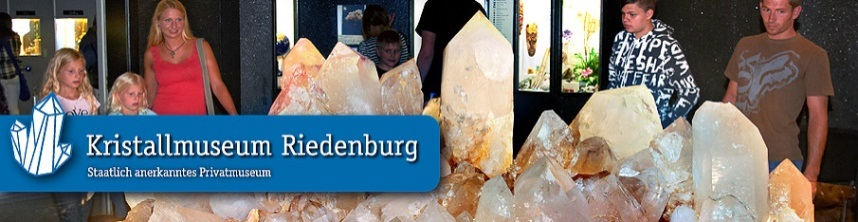 Kristallmuseum Riedenburg
Staatlich anerkanntes Privatmuseum